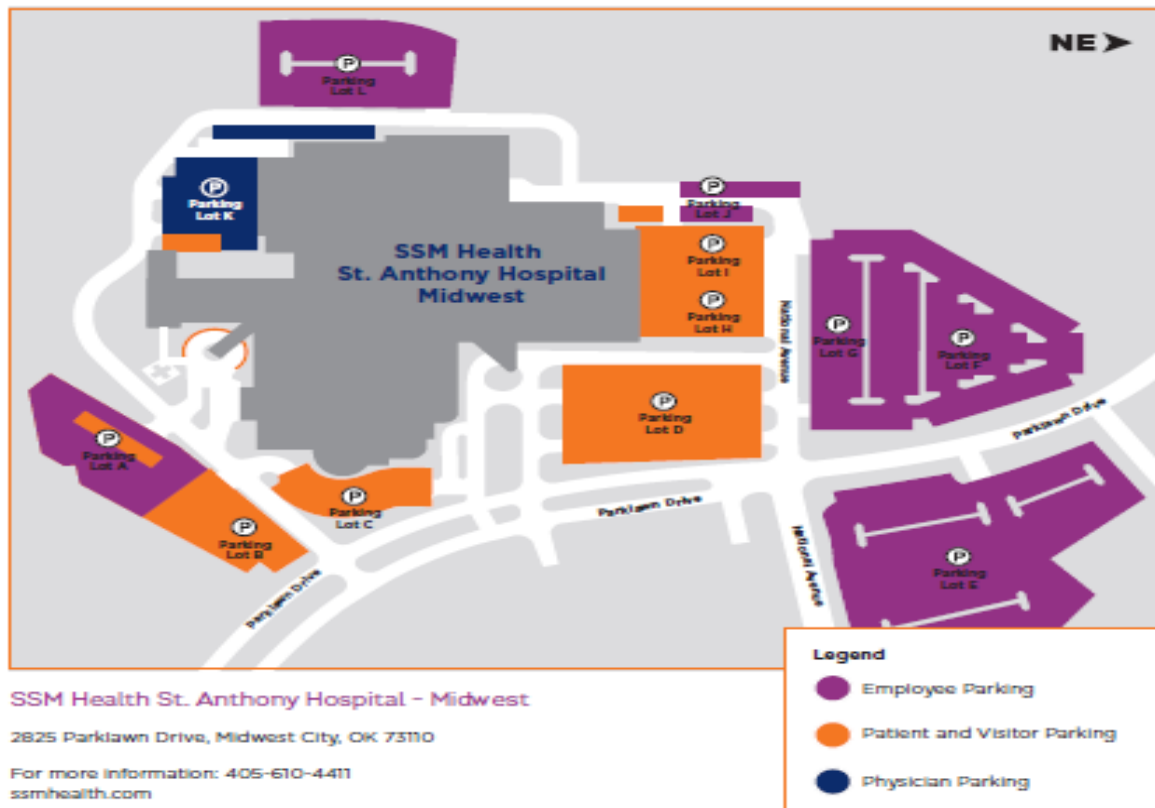 NE
P
Parking
Lot L
P
Parking
Lot K
P
Parking
Lot J
SSM Health
St. Anthony Hospital
Midwest
P
Parking
Lot I
P
Parking
Lot H
National Avenue
P
Parking
Lot G
P
Parking
Lot F
P
Parking
Lot D
Parklawn Drive
P
Parking
Lot A
P
Parking
Lot C
Parklawn Drive
P
Parking
Lot B
National Avenue
P
Parking
Lot E
Parklawn Drive
Legend
Employee Parking
Patient and Visitor Parking
Physician Parking
SSM Health St. Anthony Hospital - Midwest
2825 Parklawn Drive, Midwest City, OK 73110
For more information: 405-610-4411
ssmhealth.com